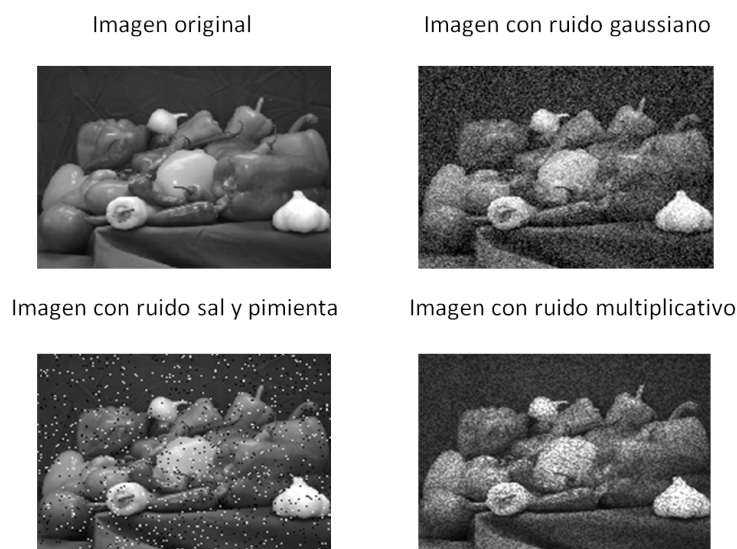 Imagen original
Imagen con ruido gaussiano
Imagen con ruido sal y pimienta
Imagen con ruido multiplicativo